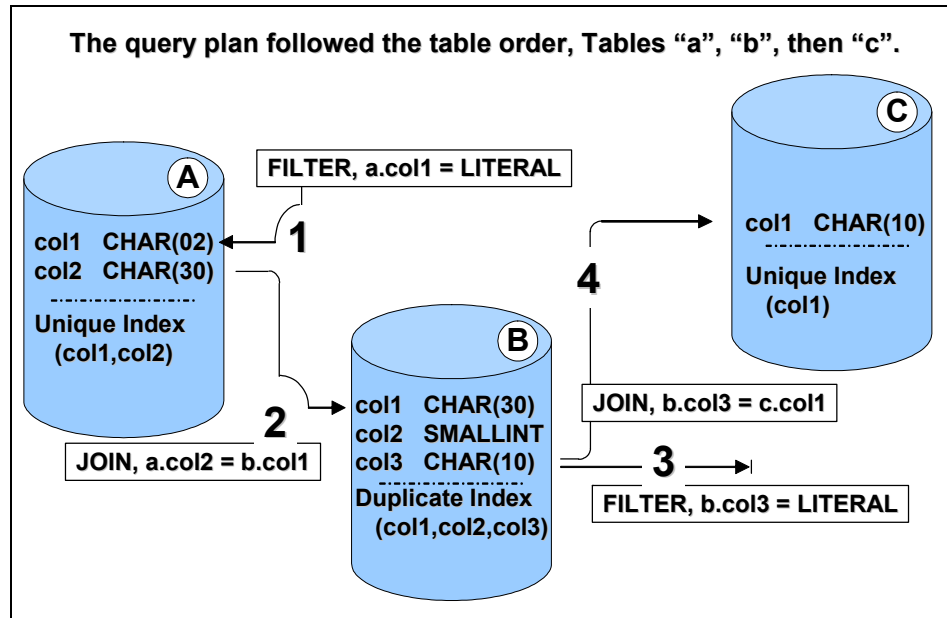 The query plan followed the table order, Tables “a”, “b”, then “c”.
A
FILTER, a.col1 = LITERAL
1
col1 CHAR(02)
col2 CHAR(30)
Unique Index
(col1,col2)
2
JOIN, a.col2 = b.col1
B
col1 CHAR(30)
col2 SMALLINT
col3 CHAR(10)
Duplicate Index
(col1,col2,col3)
3
FILTER, b.col3 = LITERAL
4
JOIN, b.col3 = c.col1
C
col1 CHAR(10)
Unique Index
(col1)